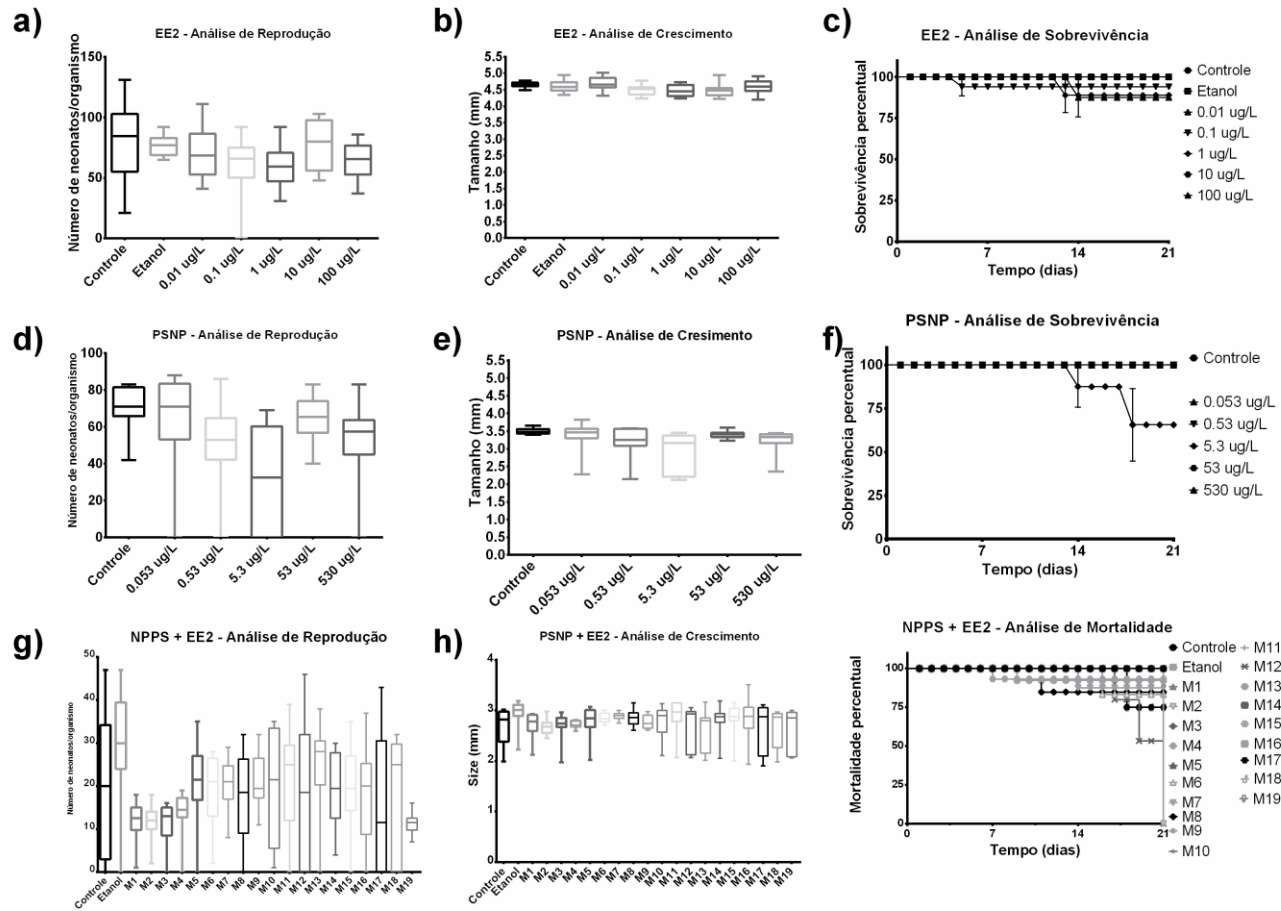 a)
EE2 - Análise de Reprodução
Número de neonatos/organismo
150
100
50
0
Controle
Etanol
0.01 ug/L
0.1 ug/L
1 ug/L
10 ug/L
100 ug/L
b)
EE2 - Análise de Crescimento
Tamanho (mm)
5.5
5.0
4.5
4.0
3.5
3.0
2.5
2.0
1.5
1.0
0.5
0.0
Controle
Etanol
0.01 ug/L
0.1 ug/L
1 ug/L
10 ug/L
100 ug/L
c)
EE2 - Análise de Sobrevivência
Sobrevivência percentual
100
75
50
25
0
0
7
14
21
Tempo (dias)
Controle
Etanol
0.01 ug/L
0.1 ug/L
1 ug/L
10 ug/L
100 ug/L
d)
PSNP - Análise de Reprodução
Número de neonatos/organismo
100
80
60
40
20
0
Controle
0.053 ug/L
0.53 ug/L
5.3 ug/L
53 ug/L
530 ug/L
e)
PSNP - Análise de Cresimento
Tamanho (mm)
5.5
5.0
4.5
4.0
3.5
3.0
2.5
2.0
1.5
1.0
0.5
0.0
Controle
0.053 ug/L
0.53 ug/L
5.3 ug/L
53 ug/L
530 ug/L
f)
PSNP - Análise de Sobrevivência
Sobrevivência percentual
100
75
50
25
0
0
7
14
21
Tempo (dias)
Controle
0.053 ug/L
0.53 ug/L
5.3 ug/L
53 ug/L
530 ug/L
g)
NPPS + EE2 - Análise de Reprodução
Número de neonatos/organismo
50
40
30
20
10
0
Controle
Etanol
M1
M2
M3
M4
M5
M6
M7
M8
M9
M10
M11
M12
M13
M14
M15
M16
M17
M18
M19
h)
PSNP + EE2 - Análise de Crescimento
Size (mm)
4
3
2
1
0
Controle
Etanol
M1
M2
M3
M4
M5
M6
M7
M8
M9
M10
M11
M12
M13
M14
M15
M16
M17
M18
M19
NPPS + EE2 - Análise de Mortalidade
Mortalidade percentual
100
75
50
25
0
0
7
14
21
Tempo (dias)
Controle
Etanol
M1
M2
M3
M4
M5
M6
M7
M8
M9
M10
M11
M12
M13
M14
M15
M16
M17
M18
M19